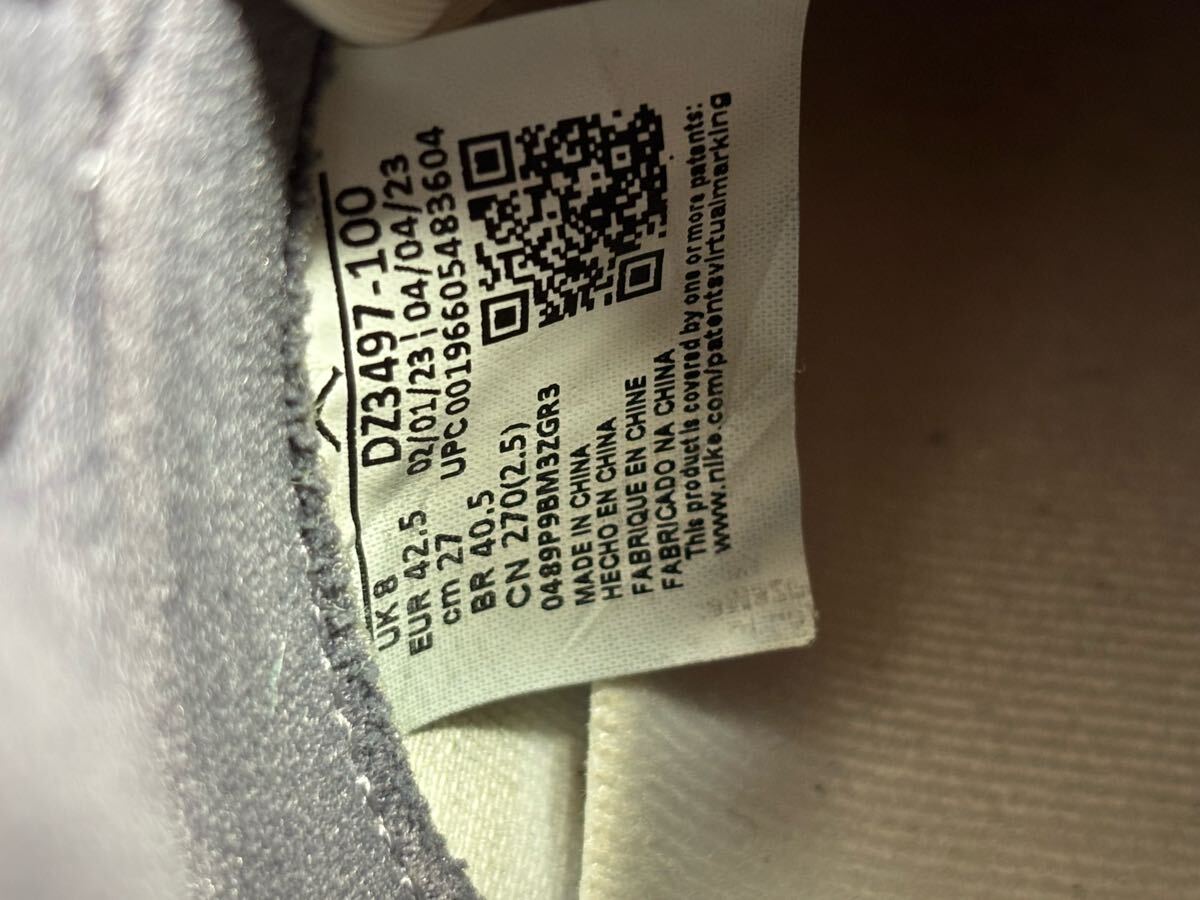 UK 8
DZ3497-100
EUR 42.5
02/01/23 04/04/23
cm 27
UPC00196605483604
BR 40.5
CN 270(2.5)
0489P9BM3ZGR3
MADE IN CHINA
HECHO EN CHINA
FABRIQUE EN CHINE
FABRICADO NA CHINA
This product is covered by one or more patents:
www.nike.com/patentsvirtualmarking